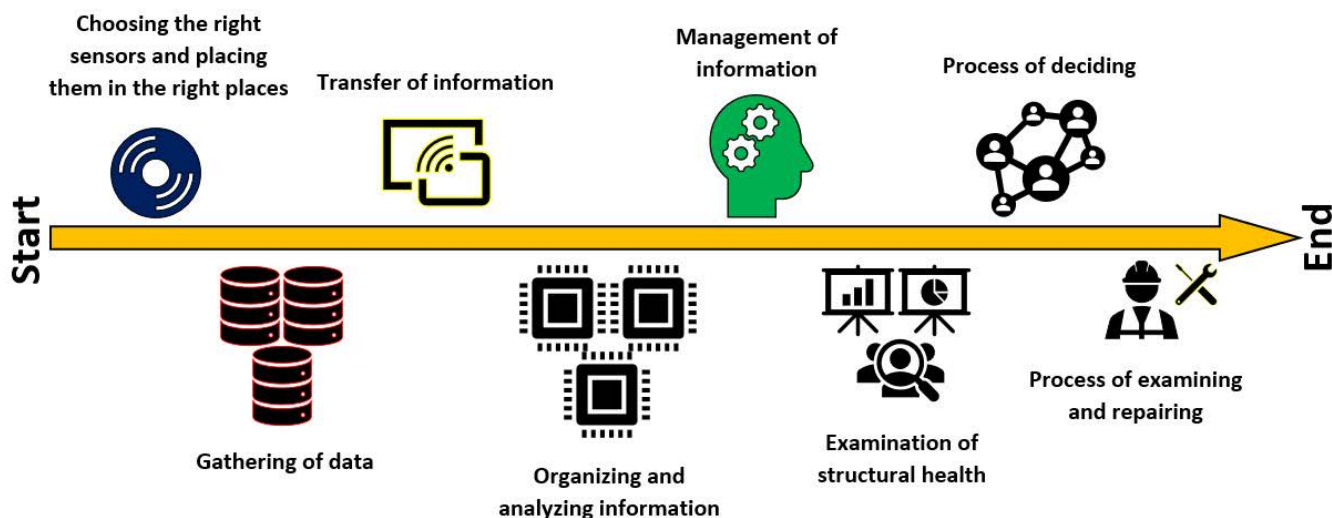 Start
Choosing the right
sensors and placing
them in the right places
Gathering of data
Transfer of information
Organizing and
analyzing information
Management of
information
Examination of
structural health
Process of deciding
Process of examining
and repairing
End